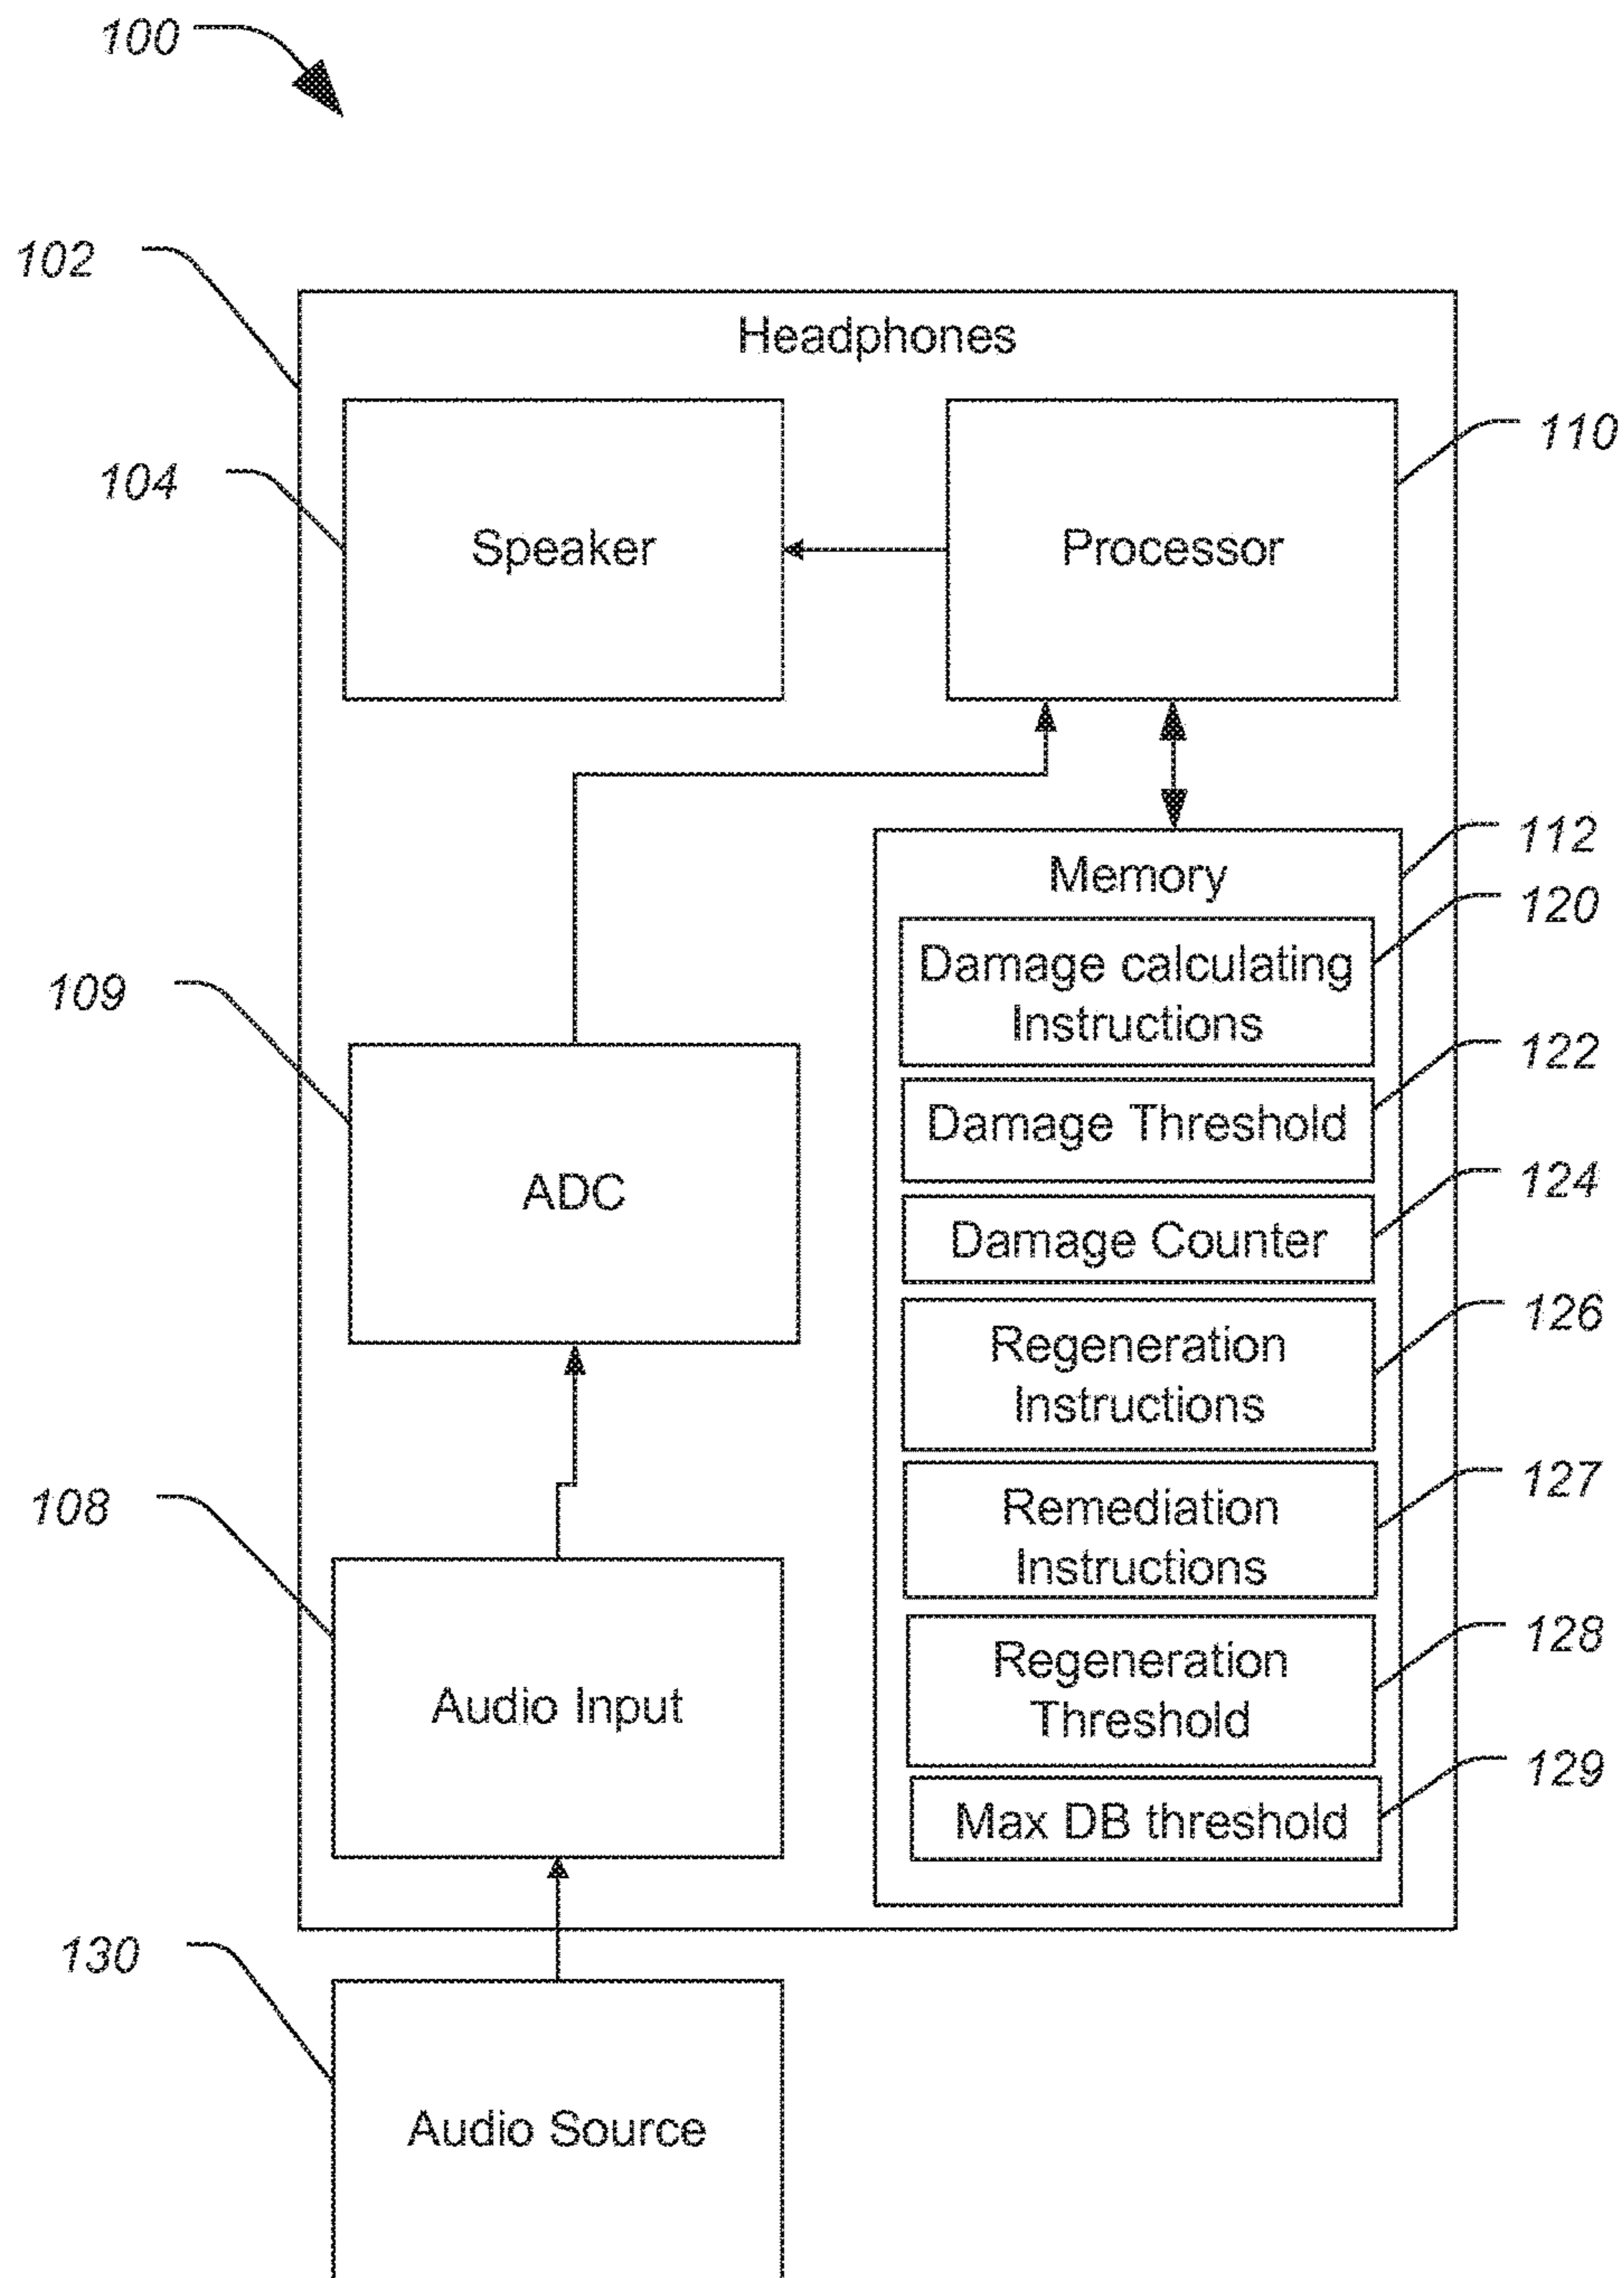 100
102
Headphones
104
Speaker
Processor
110
112
Memory
120
Damage calculating
Instructions
109
ADC
122
Damage Threshold
124
Damage Counter
126
Regeneration
Instructions
127
Remediation
Instructions
108
Audio Input
128
Regeneration
Threshold
129
Max DB threshold
130
Audio Source